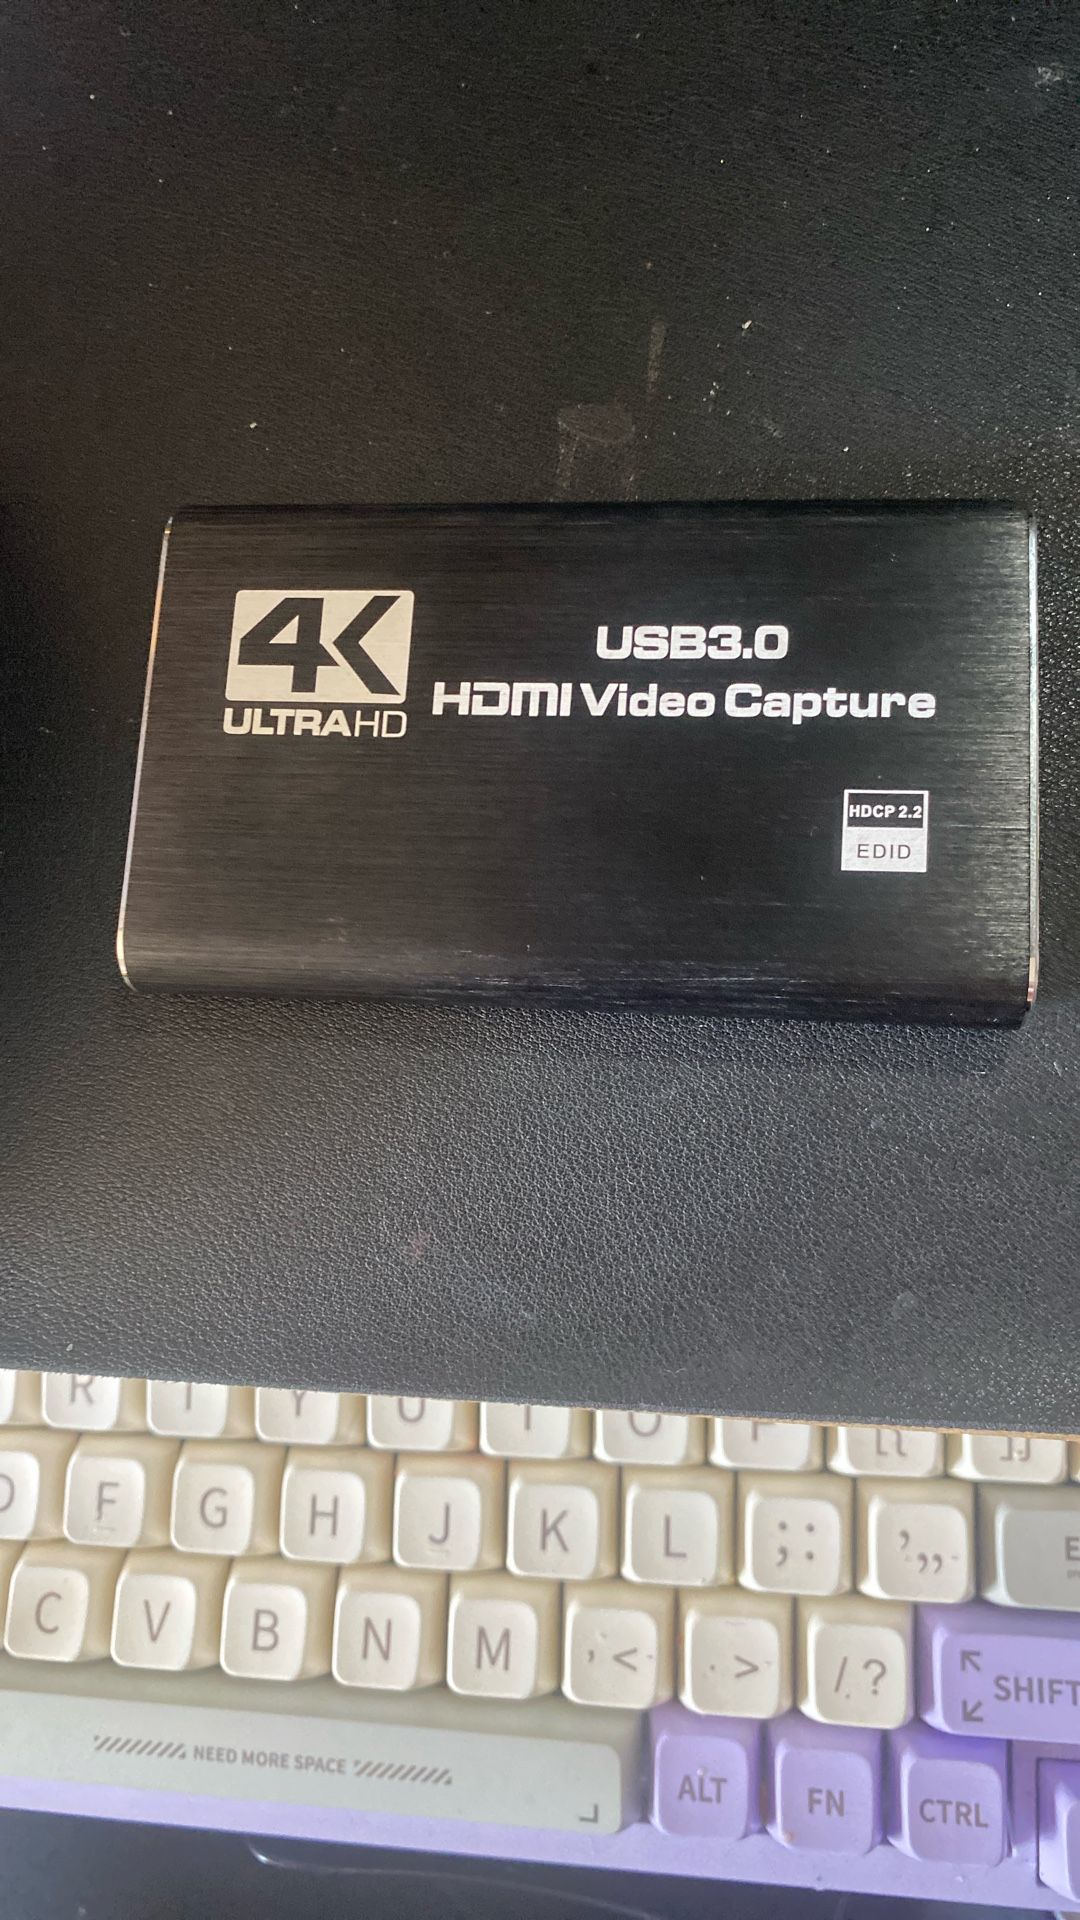 4K
ULTRAHD
USB3.0
HDMI Video Capture
HDCP 2.2
EDID
R T Y U I O P [{ ]}
F G H J K L ; : ' "
C V B N M , < . > / ? SHIFT
NEED MORE SPACE
ALT FN CTRL